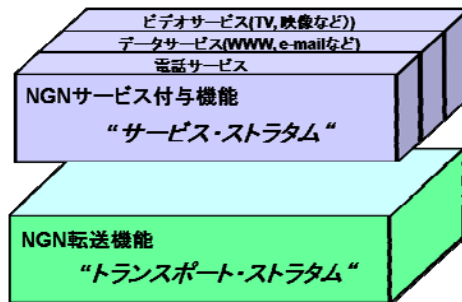 ビデオサービス(TV, 映像など))
データサービス(WWW, e-mailなど)
電話サービス
NGNサービス付与機能
“サービス・ストラタム“
NGN転送機能
“トランスポート・ストラタム“